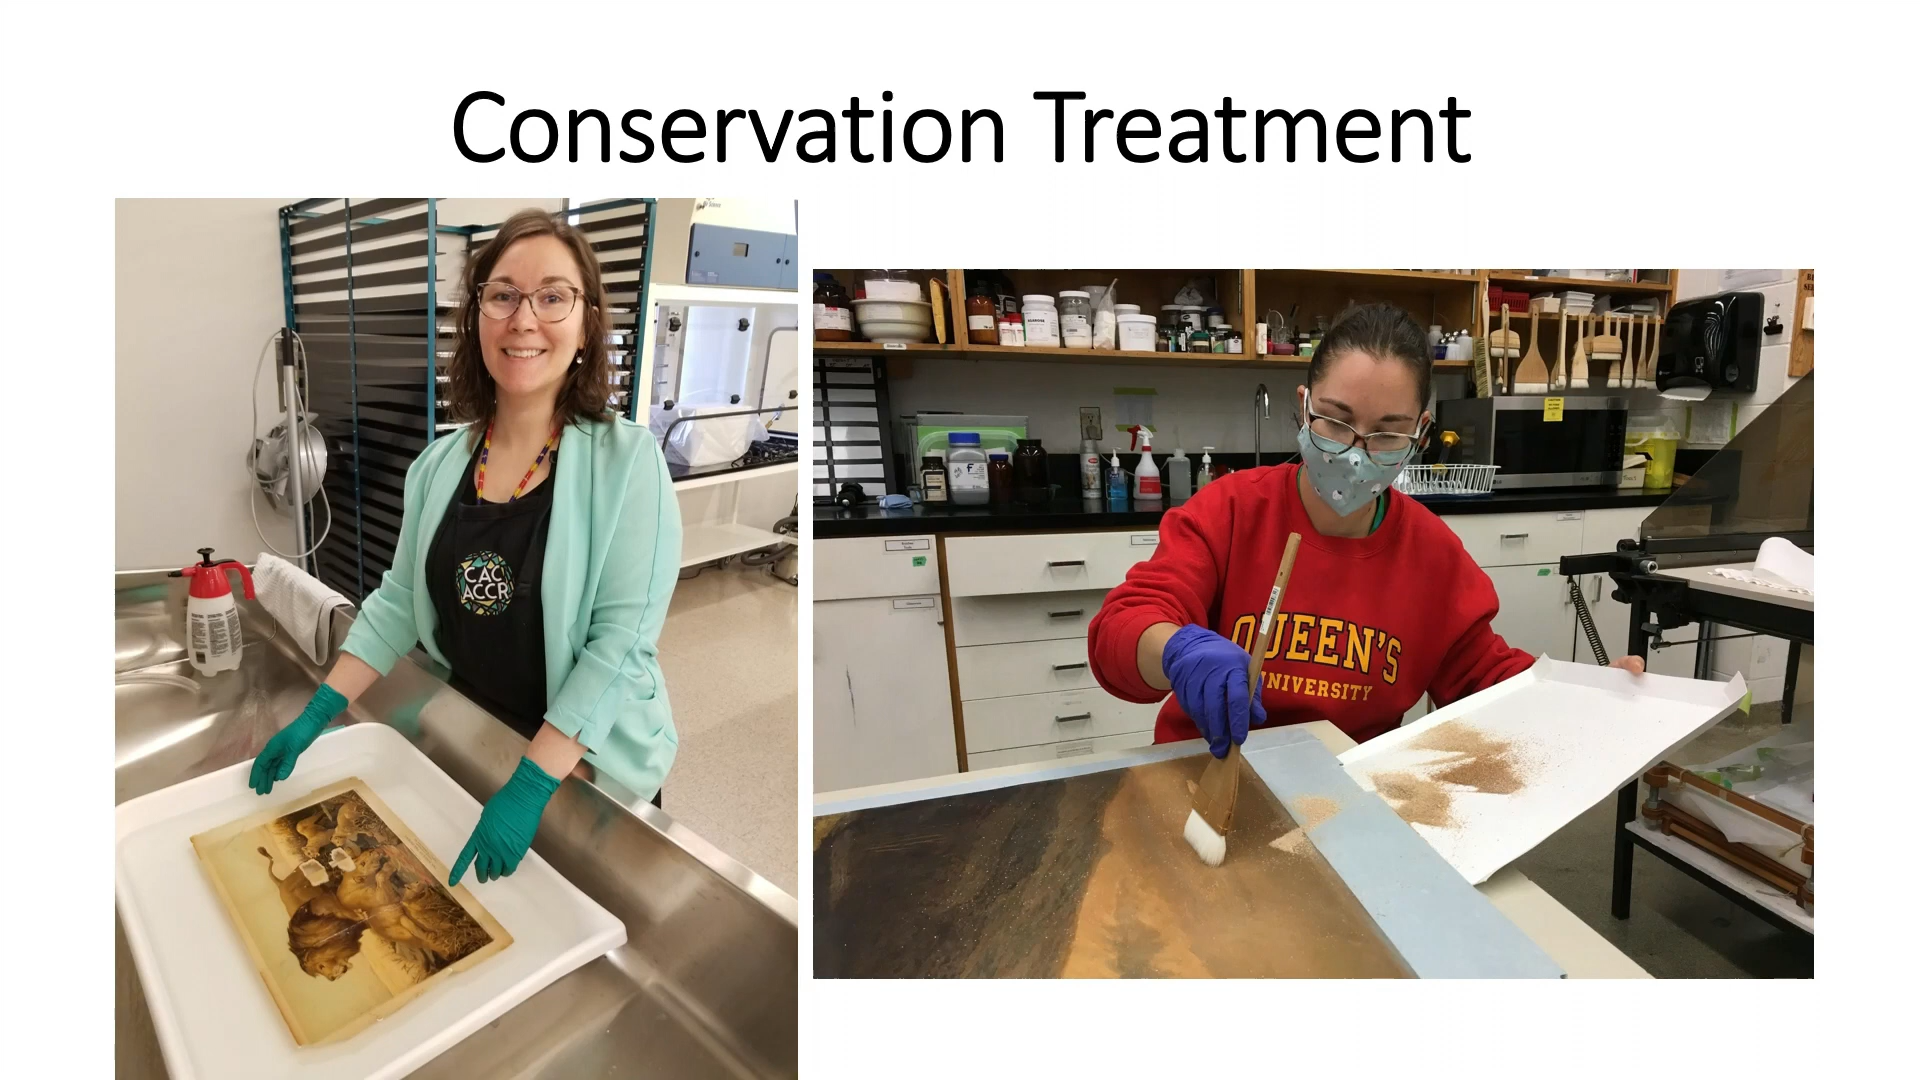 Conservation Treatment
CAC
ACCR
QUEEN'S
UNIVERSITY